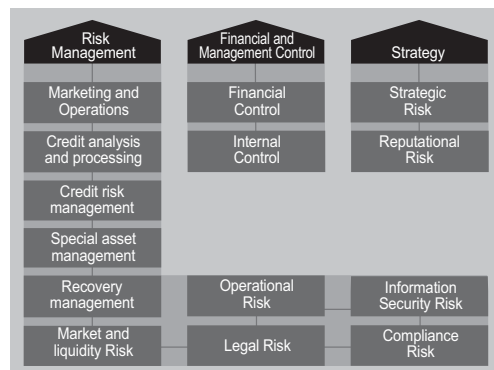 Risk
Management
Financial and
Management Control
Strategy
Marketing and
Operations
Financial
Control
Strategic
Risk
Credit analysis
and processing
Internal
Control
Reputational
Risk
Credit risk
management
Special asset
management
Recovery
management
Operational
Risk
Information
Security Risk
Market and
liquidity Risk
Legal Risk
Compliance
Risk